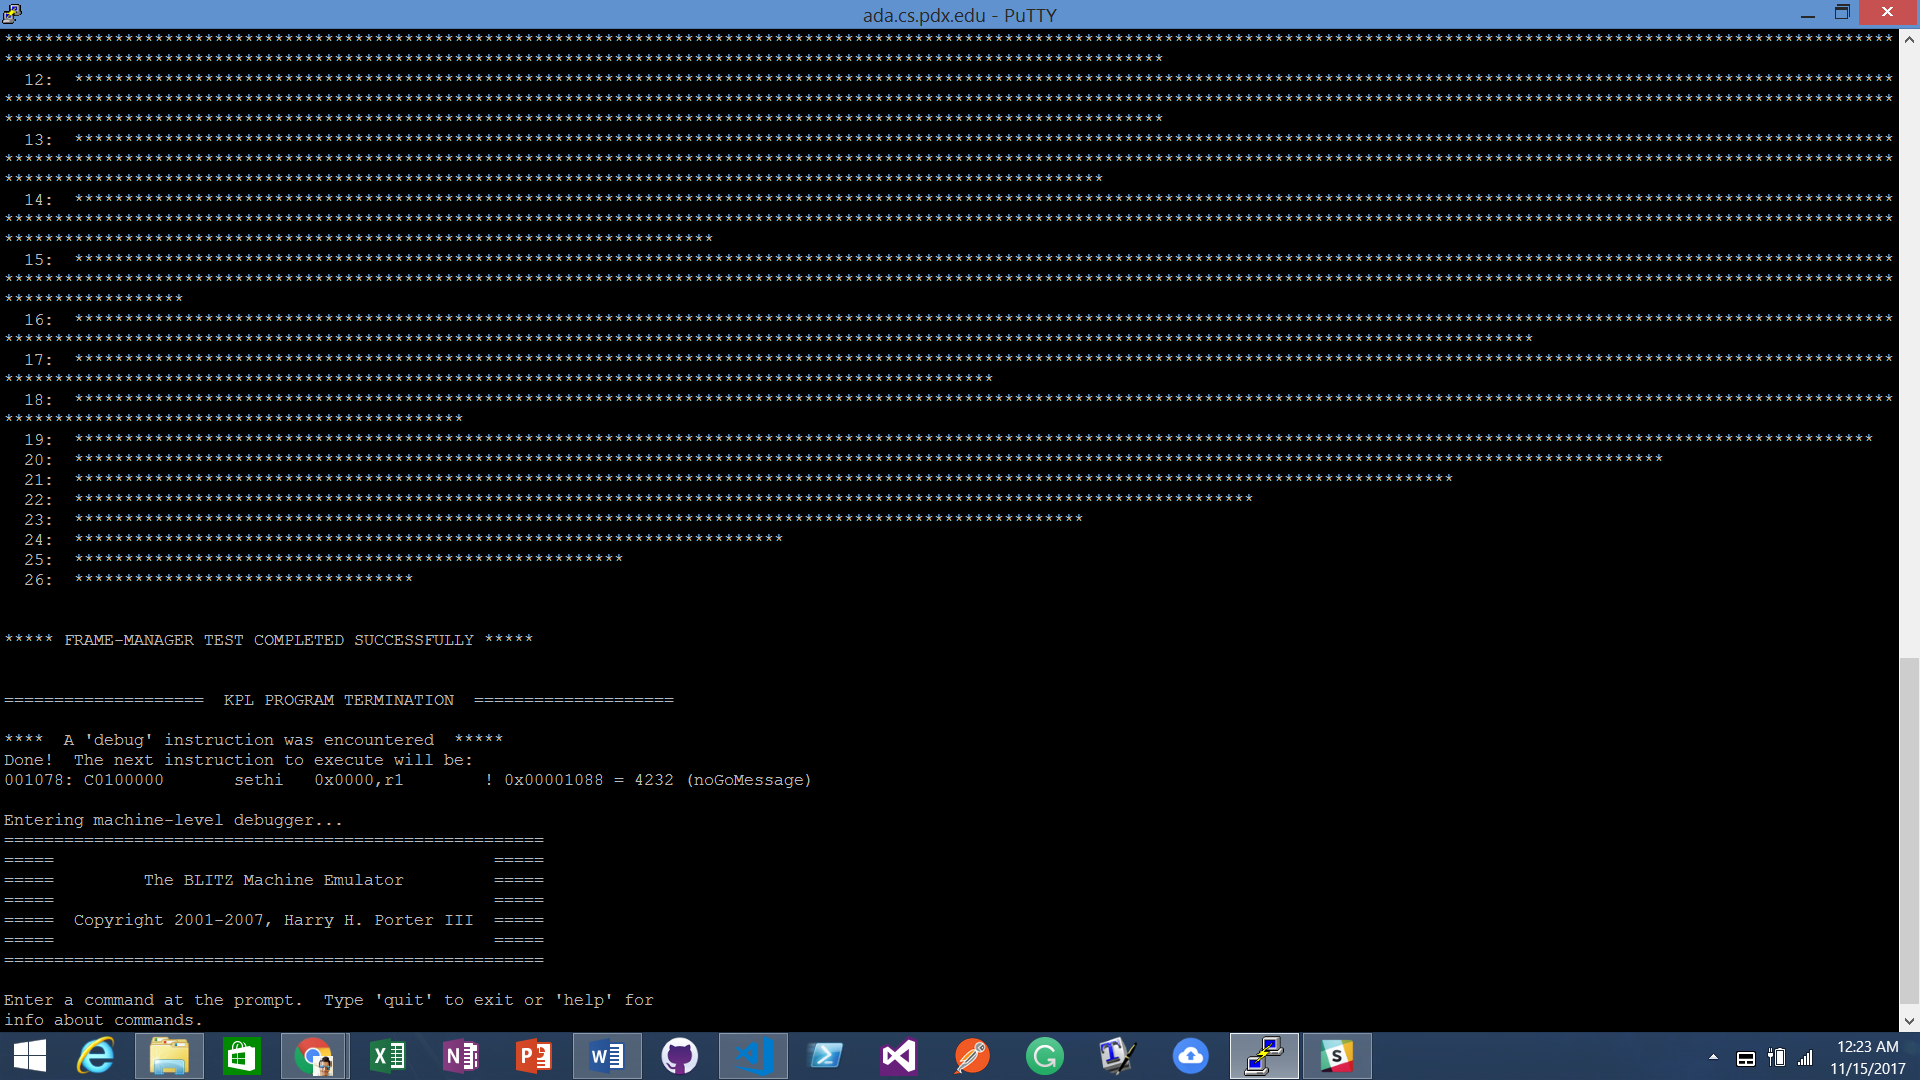 ada.cs.pdx.edu - PuTTY
12:
13:
14:
15:
16:
17:
18:
19:
20:
21:
22:
23:
24:
25:
26:
***** FRAME-MANAGER TEST COMPLETED SUCCESSFULLY *****
==================== KPL PROGRAM TERMINATION ====================
**** A 'debug' instruction was encountered *****
Done! The next instruction to execute will be:
001078: C0100000 sethi 0x0000,r1 ! 0x00001088 = 4232 (noGoMessage)
Entering machine-level debugger...
======================================================
===== =====
===== The BLITZ Machine Emulator =====
===== =====
===== Copyright 2001-2007, Harry H. Porter III =====
===== =====
======================================================
Enter a command at the prompt. Type 'quit' to exit or 'help' for
info about commands.
12:23 AM
11/15/2017